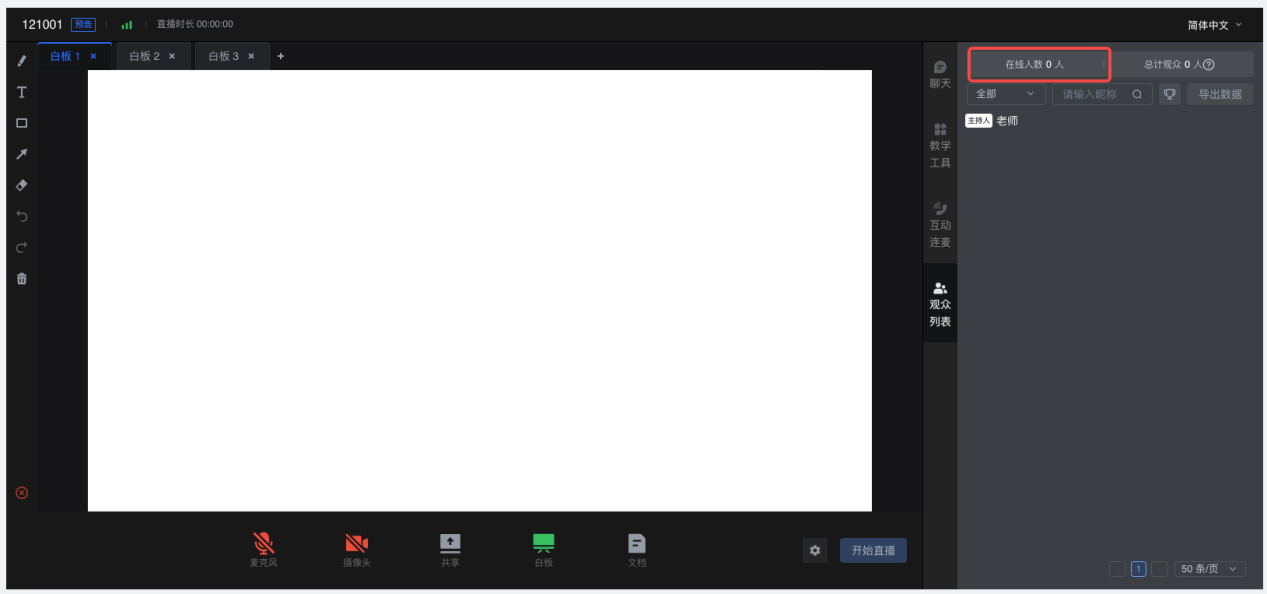 121001 预告 直播时长 00:00:00 简体中文
白板 1 × 白板 2 × 白板 3 × +
T
聊天
教学
工具
互动
连麦
观众
列表
在线人数 0 人 总计观众 0 人
全部 请输入昵称 导出数据
主持人 老师
麦克风 摄像头 共享 白板 文档 开始直播
1 50 条/页